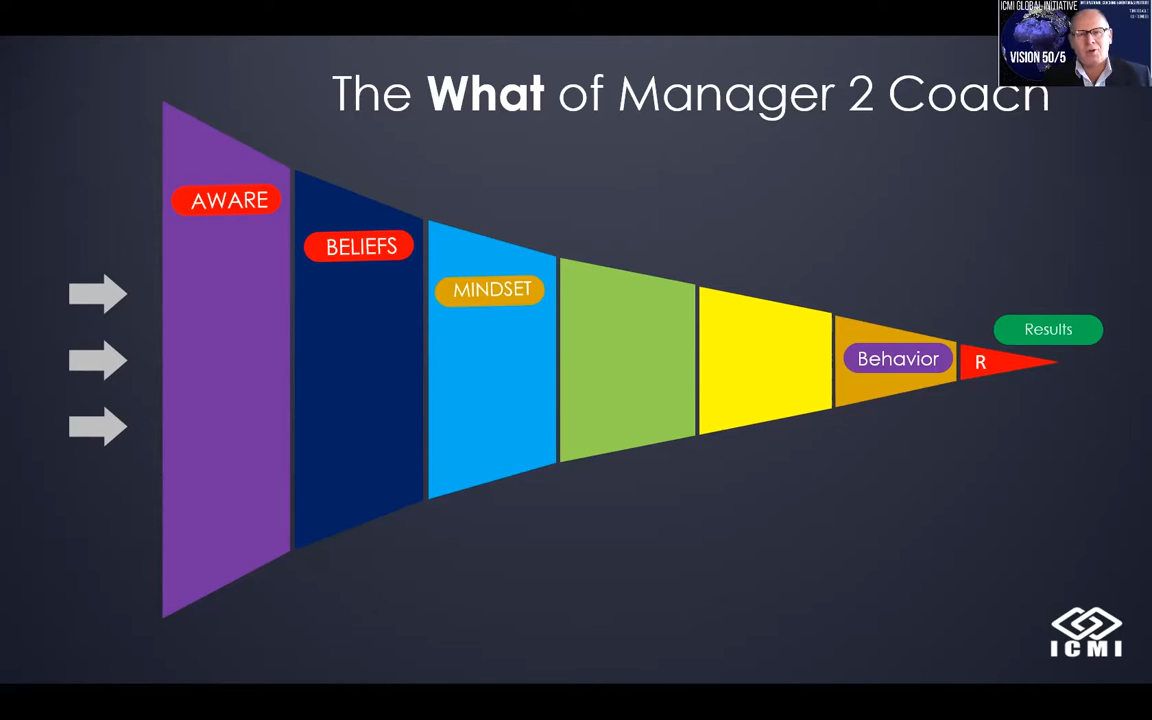 ICMI GLOBAL INITIATIVE
VISION 50/5
The What of Manager 2 Coach
AWARE
BELIEFS
MINDSET
Behavior
R
Results
ICMI